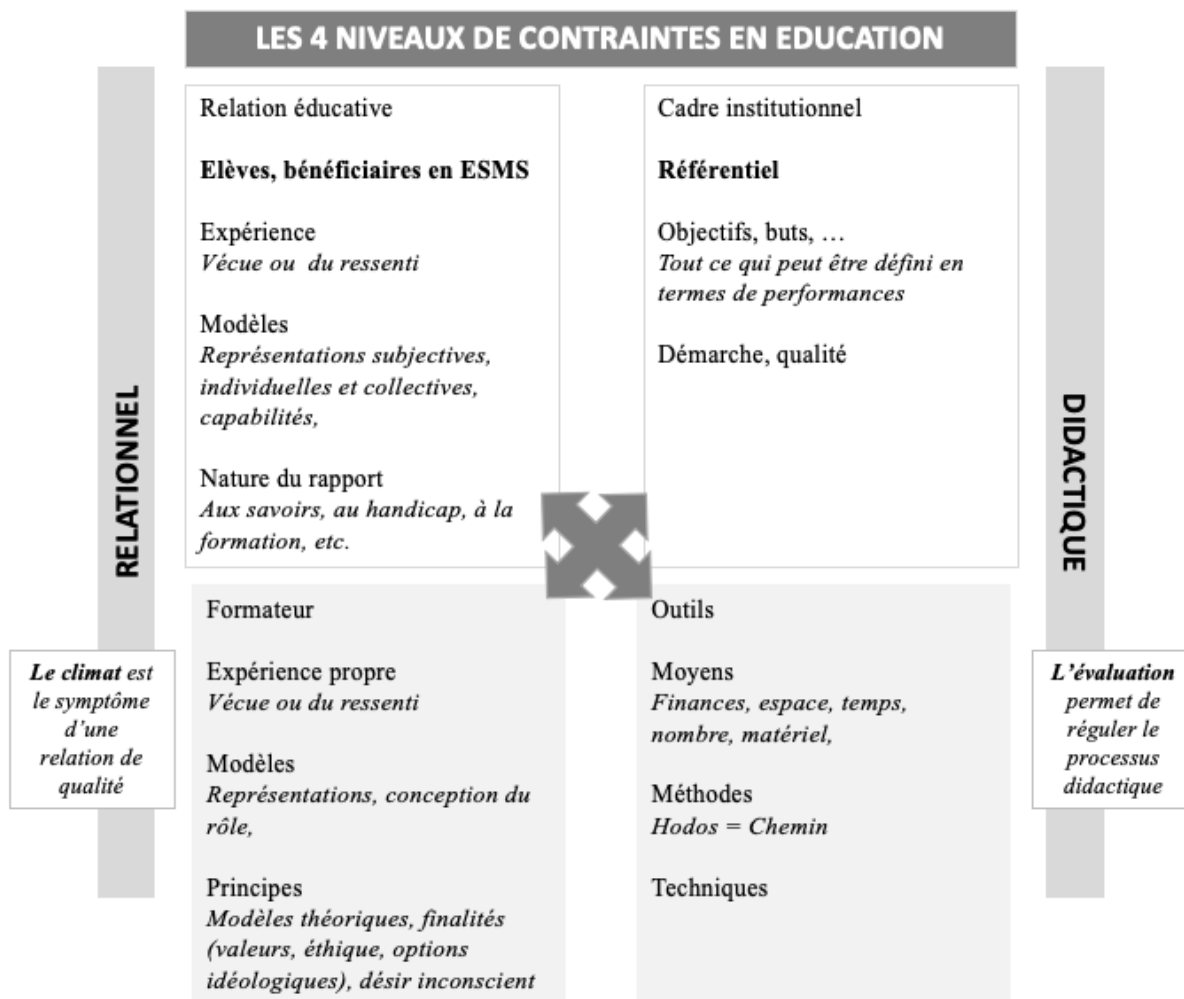 LES 4 NIVEAUX DE CONTRAINTES EN EDUCATION
RELATIONNEL
Relation éducative
Elèves, bénéficiaires en ESMS
Expérience
Vécue ou du ressenti
Modèles
Représentations subjectives,
individuelles et collectives,
capabilités,
Nature du rapport
Aux savoirs, au handicap, à la
formation, etc.
Cadre institutionnel
Référentiel
Objectifs, buts, …
Tout ce qui peut être défini en
termes de performances
Démarche, qualité
DIDACTIQUE
Le climat est
le symptôme
d’une
relation de
qualité
Formateur
Expérience propre
Vécue ou du ressenti
Modèles
Représentations, conception du
rôle,
Principes
Modèles théoriques, finalités
(valeurs, éthique, options
idéologiques), désir inconscient
Outils
Moyens
Finances, espace, temps,
nombre, matériel,
Méthodes
Hodos = Chemin
Techniques
L’évaluation
permet de
réguler le
processus
didactique